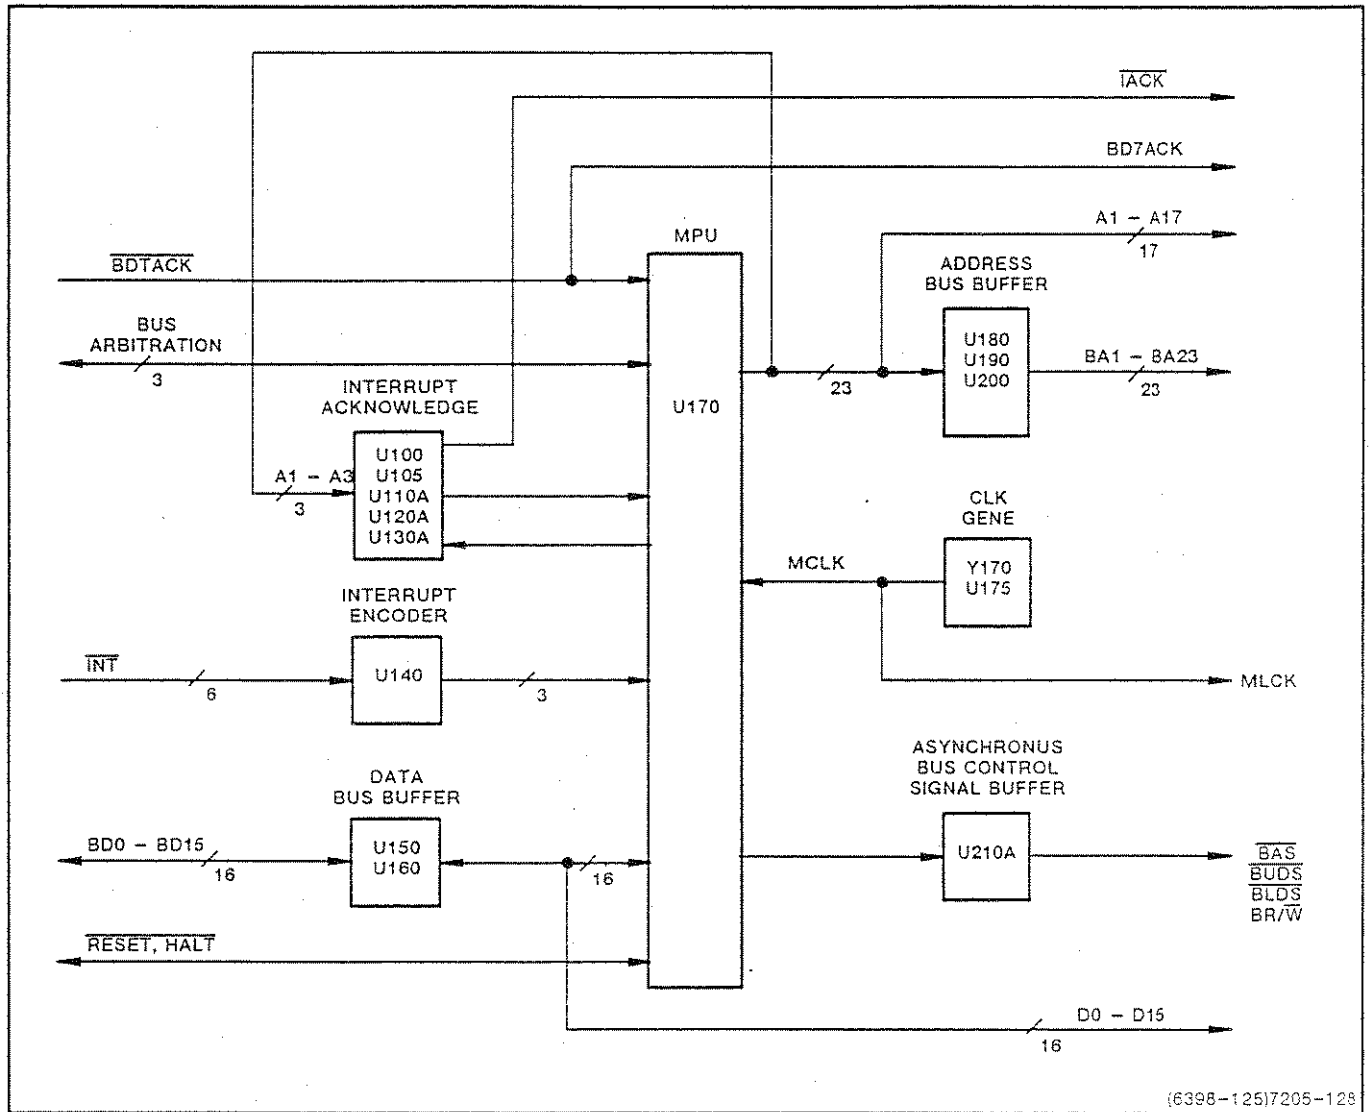 IACK
BD7ACK
A1 - A17
17
MPU
BDTACK
ADDRESS
BUS BUFFER
BUS
ARBITRATION
3
U180
U190
U200
BA1 - BA23
23
23
INTERRUPT
ACKNOWLEDGE
U170
U100
U105
U110A
U120A
U130A
A1 - A3
3
CLK
GENE
MCLK
Y170
U175
INTERRUPT
ENCODER
INT
6
U140
3
MLCK
ASYNCHRONUS
BUS CONTROL
SIGNAL BUFFER
DATA
BUS BUFFER
BD0 - BD15
16
U150
U160
16
U210A
BAS
BUDS
BLDS
BR/W
RESET, HALT
D0 - D15
16
(6398-125)7205-128